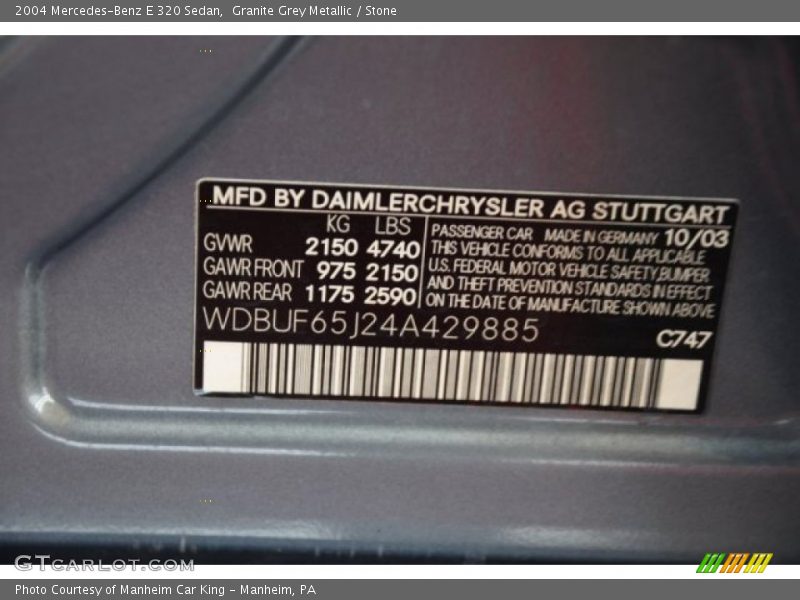 2004 Mercedes-Benz E 320 Sedan,  Granite Grey Metallic / Stone
MFD BY DAIMLERCHRYSLER AG STUTTGART
KG LBS
GVWR 2150 4740
GAWR FRONT 975 2150
GAWR REAR 1175 2590
PASSENGER CAR MADE IN GERMANY 10/03
THIS VEHICLE CONFORMS TO ALL APPLICABLE
U.S. FEDERAL MOTOR VEHICLE SAFETY, BUMPER
AND THEFT PREVENTION STANDARDS IN EFFECT
ON THE DATE OF MANUFACTURE SHOWN ABOVE
WDBUF65J24A429885
C747
GTCARLOT.COM
Photo Courtesy of Manheim Car King - Manheim, PA